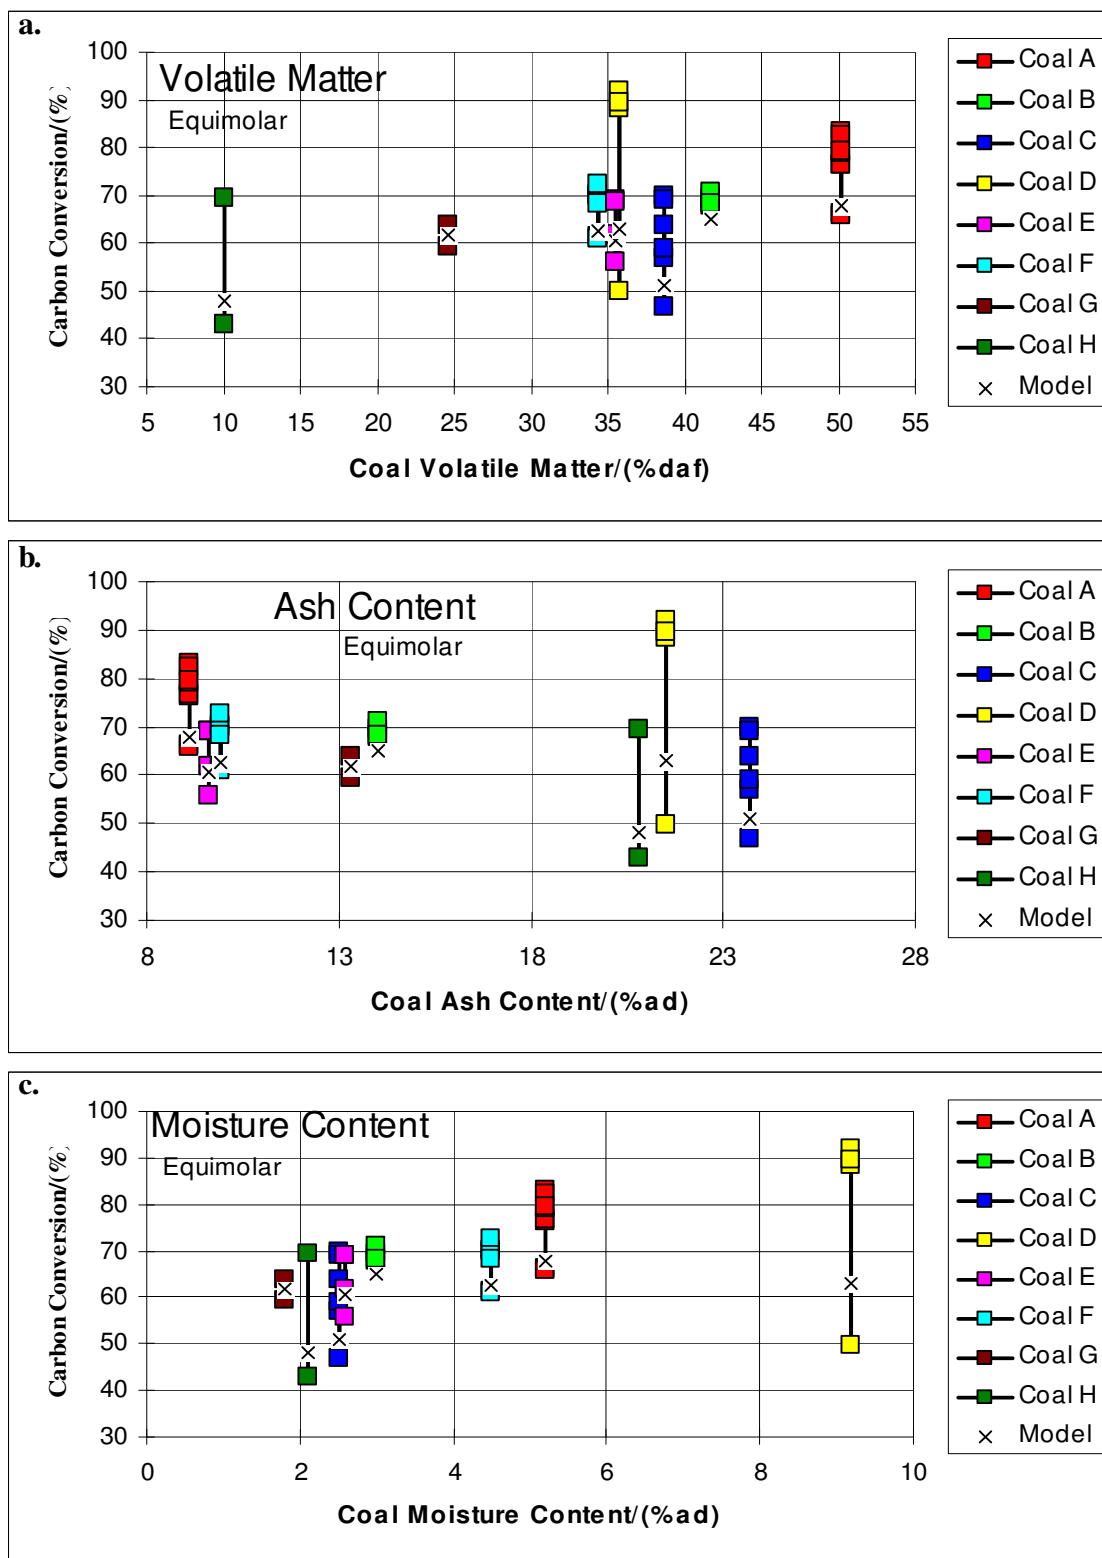 a.
Volatile Matter
Equimolar
Carbon Conversion/(%)
100
90
80
70
60
50
40
30
5 10 15 20 25 30 35 40 45 50 55
Coal Volatile Matter/(%daf)
Coal A
Coal B
Coal C
Coal D
Coal E
Coal F
Coal G
Coal H
Model
b.
Ash Content
Equimolar
Carbon Conversion/(%)
100
90
80
70
60
50
40
30
8 13 18 23 28
Coal Ash Content/(%ad)
Coal A
Coal B
Coal C
Coal D
Coal E
Coal F
Coal G
Coal H
Model
c.
Moisture Content
Equimolar
Carbon Conversion/(%)
100
90
80
70
60
50
40
30
0 2 4 6 8 10
Coal Moisture Content/(%ad)
Coal A
Coal B
Coal C
Coal D
Coal E
Coal F
Coal G
Coal H
Model